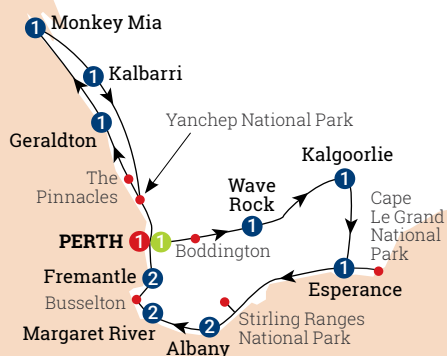 Monkey Mia
1
1
Kalbarri
1
Geraldton
Yanchep National Park
The
Pinnacles
Kalgoorlie
1
Wave
Rock
1
Cape
Le Grand
National
Park
PERTH
1
1
Boddington
Fremantle
2
1
Esperance
Busselton
2
Margaret River
2
Albany
Stirling Ranges
National Park